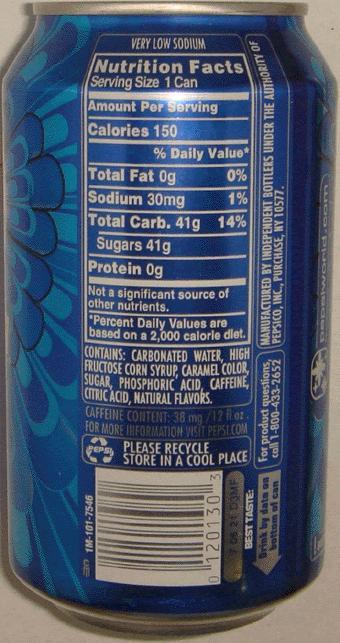 VERY LOW SODIUM
Nutrition Facts
Serving Size 1 Can
Amount Per Serving
Calories 150
% Daily Value*
Total Fat 0g 0%
Sodium 30mg 1%
Total Carb. 41g 14%
Sugars 41g
Protein 0g
Not a significant source of
other nutrients.
*Percent Daily Values are
based on a 2,000 calorie diet.
CONTAINS: CARBONATED WATER, HIGH
FRUCTOSE CORN SYRUP, CARAMEL COLOR,
SUGAR, PHOSPHORIC ACID, CAFFEINE,
CITRIC ACID, NATURAL FLAVORS.
CAFFEINE CONTENT: 38 mg /12 fl oz.
FOR MORE INFORMATION VISIT PEPSI.COM
PEPSI
PLEASE RECYCLE
STORE IN A COOL PLACE
MANUFACTURED BY INDEPENDENT BOTTLERS UNDER THE AUTHORITY OF
PEPSICO, INC., PURCHASE, NY 10577.
For product questions,
call 1-800-433-2652
pepsiworld.com
1M-101-7546
0 120130 3
BEST TASTE:
Drink by date on
bottom of can